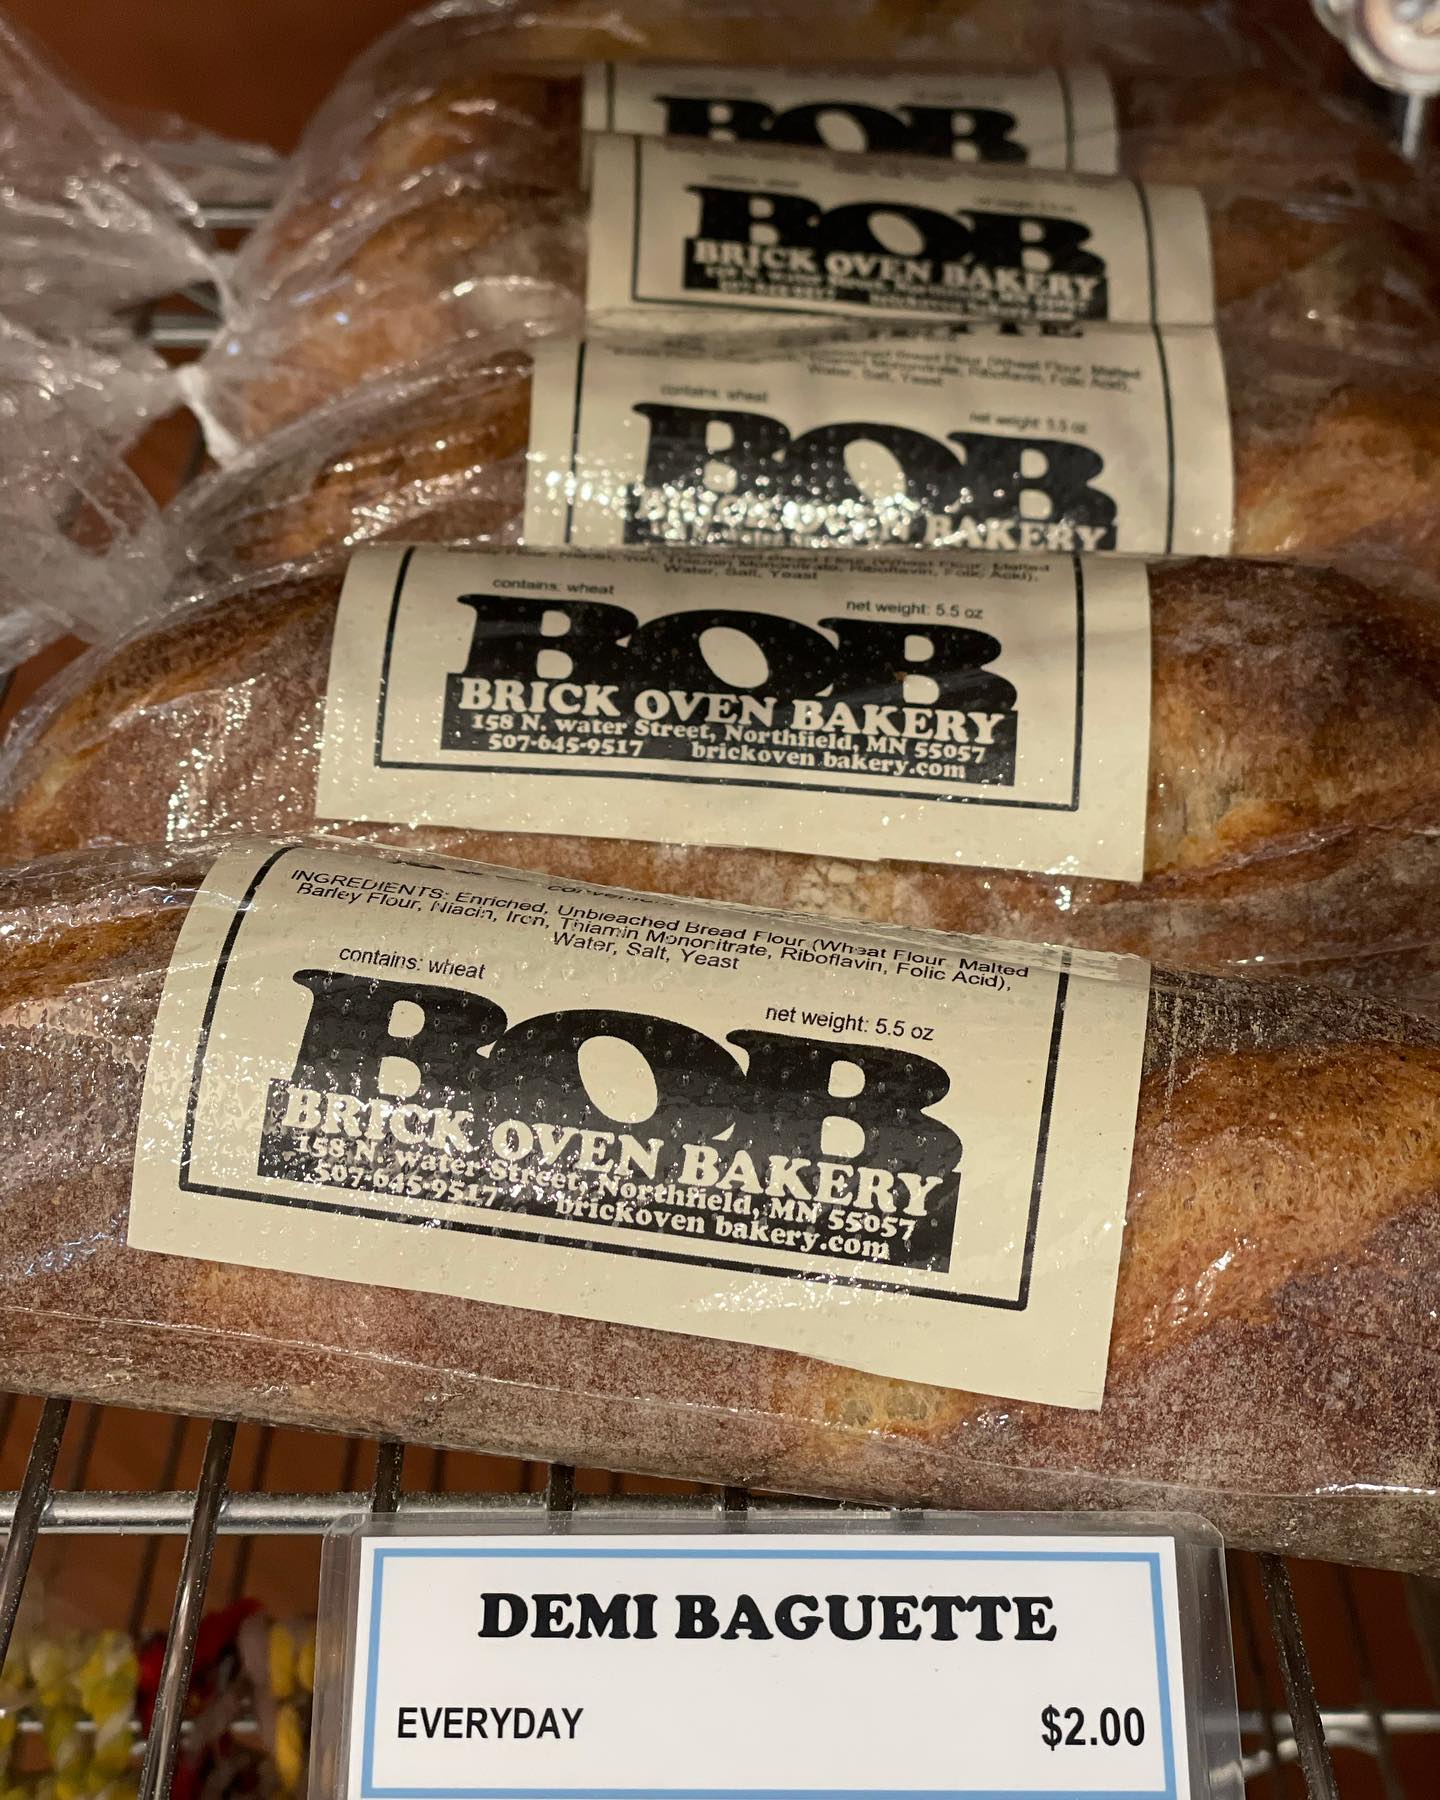 BOB
BOB
BRICK OVEN BAKERY
contains: wheat
net weight: 5.5 oz
BOB
BRICK OVEN BAKERY
Water, Salt, Yeast
contains: wheat
net weight: 5.5 oz
BOB
BRICK OVEN BAKERY
158 N. water Street, Northfield, MN 55057
507-645-9517 brickoven bakery.com
INGREDIENTS: Enriched, Unbleached Bread Flour (Wheat Flour, Malted
Barley Flour, Niacin, Iron, Thiamin Mononitrate, Riboflavin, Folic Acid),
Water, Salt, Yeast
contains: wheat
net weight: 5.5 oz
BOB
BRICK OVEN BAKERY
158 N. water Street, Northfield, MN 55057
507-645-9517 brickoven bakery.com
DEMI BAGUETTE
EVERYDAY $2.00